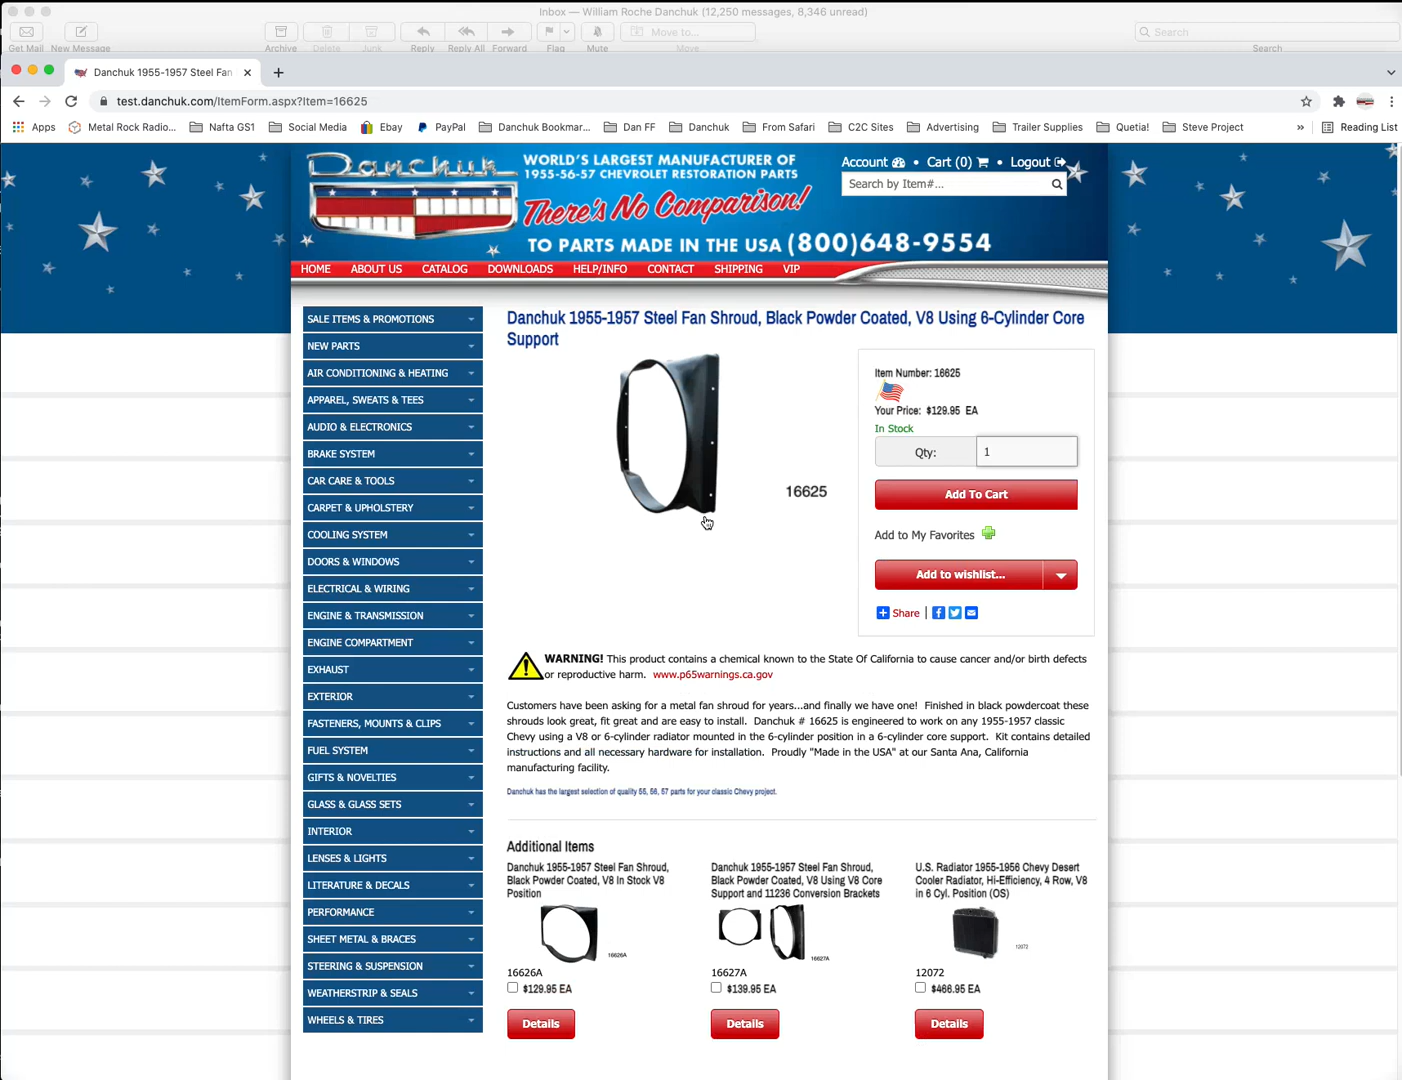 Inbox — William Roche Danchuk (12,250 messages, 8,346 unread)
Move to...
Search
Get Mail New Message Archive Delete Junk Reply Reply All Forward Flag Mute Move Search
Danchuk 1955-1957 Steel Fan
test.danchuk.com/ItemForm.aspx?Item=16625
Apps Metal Rock Radio... Nafta GS1 Social Media Ebay PayPal Danchuk Bookmar... Dan FF Danchuk From Safari C2C Sites Advertising Trailer Supplies Quetia! Steve Project » Reading List
Danchuk
WORLD'S LARGEST MANUFACTURER OF
1955-56-57 CHEVROLET RESTORATION PARTS
There's No Comparison!
TO PARTS MADE IN THE USA (800)648-9554
Account • Cart (0) • Logout
Search by Item#...
HOME ABOUT US CATALOG DOWNLOADS HELP/INFO CONTACT SHIPPING VIP
SALE ITEMS & PROMOTIONS
NEW PARTS
AIR CONDITIONING & HEATING
APPAREL, SWEATS & TEES
AUDIO & ELECTRONICS
BRAKE SYSTEM
CAR CARE & TOOLS
CARPET & UPHOLSTERY
COOLING SYSTEM
DOORS & WINDOWS
ELECTRICAL & WIRING
ENGINE & TRANSMISSION
ENGINE COMPARTMENT
EXHAUST
EXTERIOR
FASTENERS, MOUNTS & CLIPS
FUEL SYSTEM
GIFTS & NOVELTIES
GLASS & GLASS SETS
INTERIOR
LENSES & LIGHTS
LITERATURE & DECALS
PERFORMANCE
SHEET METAL & BRACES
STEERING & SUSPENSION
WEATHERSTRIP & SEALS
WHEELS & TIRES
Danchuk 1955-1957 Steel Fan Shroud, Black Powder Coated, V8 Using 6-Cylinder Core
Support
16625
Item Number: 16625
Your Price: $129.95 EA
In Stock
Qty: 1
Add To Cart
Add to My Favorites
Add to wishlist...
Share
WARNING! This product contains a chemical known to the State Of California to cause cancer and/or birth defects
or reproductive harm. www.p65warnings.ca.gov
Customers have been asking for a metal fan shroud for years...and finally we have one! Finished in black powdercoat these
shrouds look great, fit great and are easy to install. Danchuk # 16625 is engineered to work on any 1955-1957 classic
Chevy using a V8 or 6-cylinder radiator mounted in the 6-cylinder position in a 6-cylinder core support. Kit contains detailed
instructions and all necessary hardware for installation. Proudly "Made in the USA" at our Santa Ana, California
manufacturing facility.
Danchuk has the largest selection of quality 55, 56, 57 parts for your classic Chevy project.
Additional Items
Danchuk 1955-1957 Steel Fan Shroud,
Black Powder Coated, V8 In Stock V8
Position
16626A
16626A
$129.95 EA
Details
Danchuk 1955-1957 Steel Fan Shroud,
Black Powder Coated, V8 Using V8 Core
Support and 11236 Conversion Brackets
16627A
16627A
$139.95 EA
Details
U.S. Radiator 1955-1956 Chevy Desert
Cooler Radiator, Hi-Efficiency, 4 Row, V8
in 6 Cyl. Position (OS)
12072
12072
$466.95 EA
Details